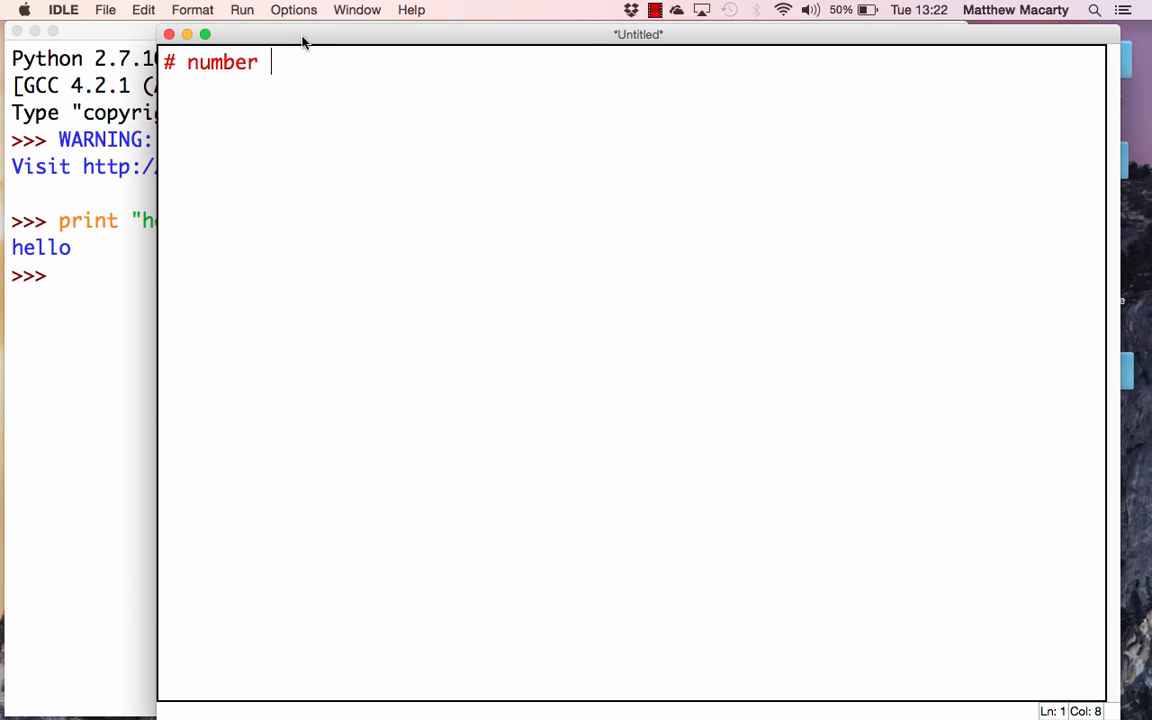 IDLE File Edit Format Run Options Window Help 50% Tue 13:22 Matthew Macarty
*Untitled*
# number
Python 2.7.10
[GCC 4.2.1 (
Type "copyri
>>> WARNING:
Visit http:/
>>> print "h
hello
>>>
Ln: 1 Col: 8